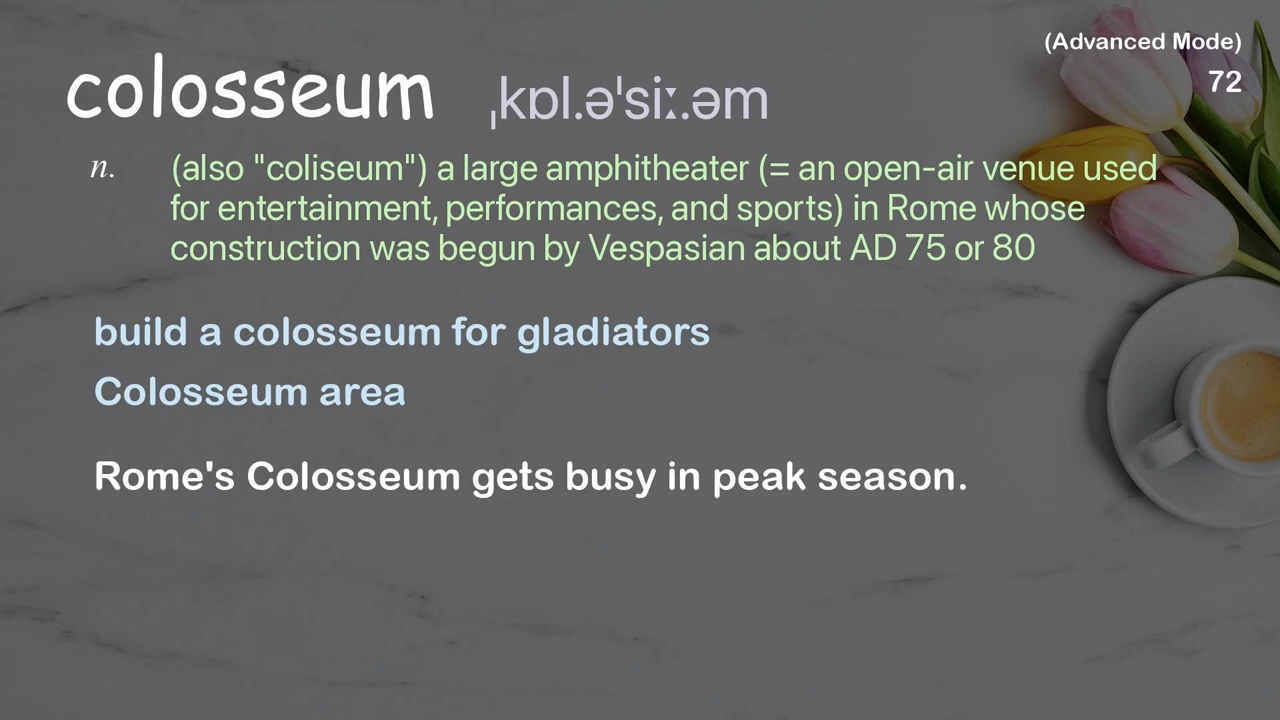 (Advanced Mode)
colosseum ˌkɒl.əˈsiː.əm
72
n. (also "coliseum") a large amphitheater (= an open-air venue used
for entertainment, performances, and sports) in Rome whose
construction was begun by Vespasian about AD 75 or 80
build a colosseum for gladiators
Colosseum area
Rome's Colosseum gets busy in peak season.